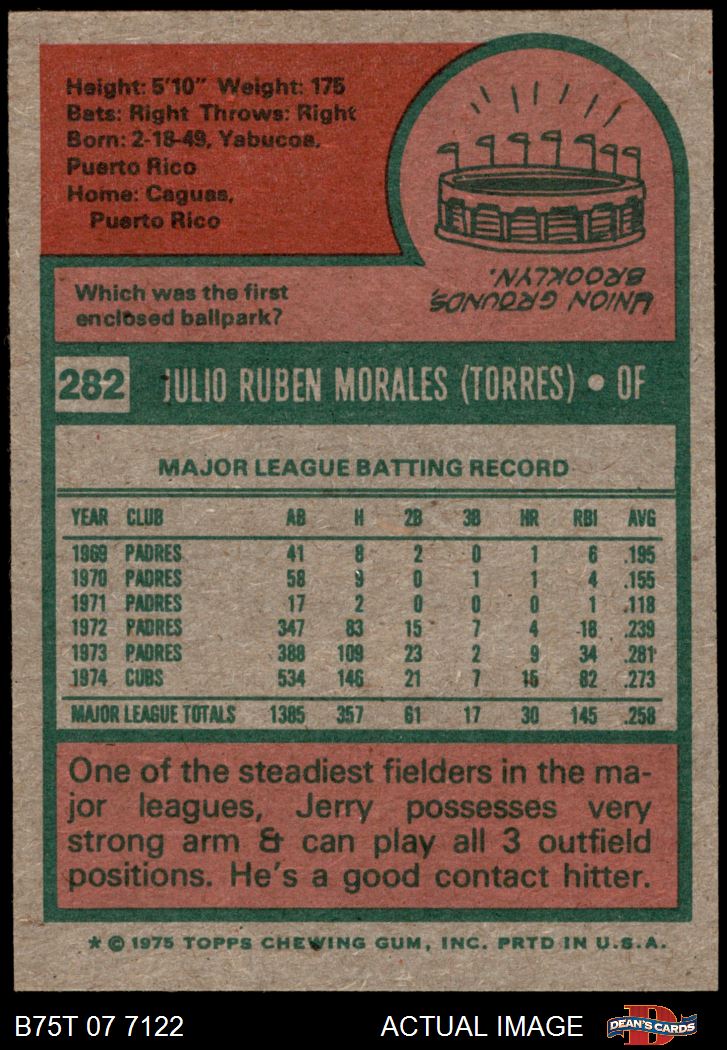 Height: 5'10" Weight: 175
Bats: Right Throws: Right
Born: 2-18-49, Yabucoa,
Puerto Rico
Home: Caguas,
Puerto Rico
UNION GROUNDS,
BROOKLYN.
Which was the first
enclosed ballpark?
282 JULIO RUBEN MORALES (TORRES) • OF
MAJOR LEAGUE BATTING RECORD
YEAR CLUB AB H 2B 3B HR RBI AVG
1969 PADRES 41 8 2 0 1 6 .195
1970 PADRES 58 9 0 1 1 4 .155
1971 PADRES 17 2 0 0 0 1 .118
1972 PADRES 347 83 15 7 4 18 .239
1973 PADRES 388 109 23 2 9 34 .281
1974 CUBS 534 146 21 7 15 82 .273
MAJOR LEAGUE TOTALS 1385 357 61 17 30 145 .258
One of the steadiest fielders in the ma-
jor leagues, Jerry possesses very
strong arm & can play all 3 outfield
positions. He's a good contact hitter.
* © 1975 TOPPS CHEWING GUM, INC. PRTD IN U.S.A.
B75T 07 7122 ACTUAL IMAGE D DEAN'S CARDS